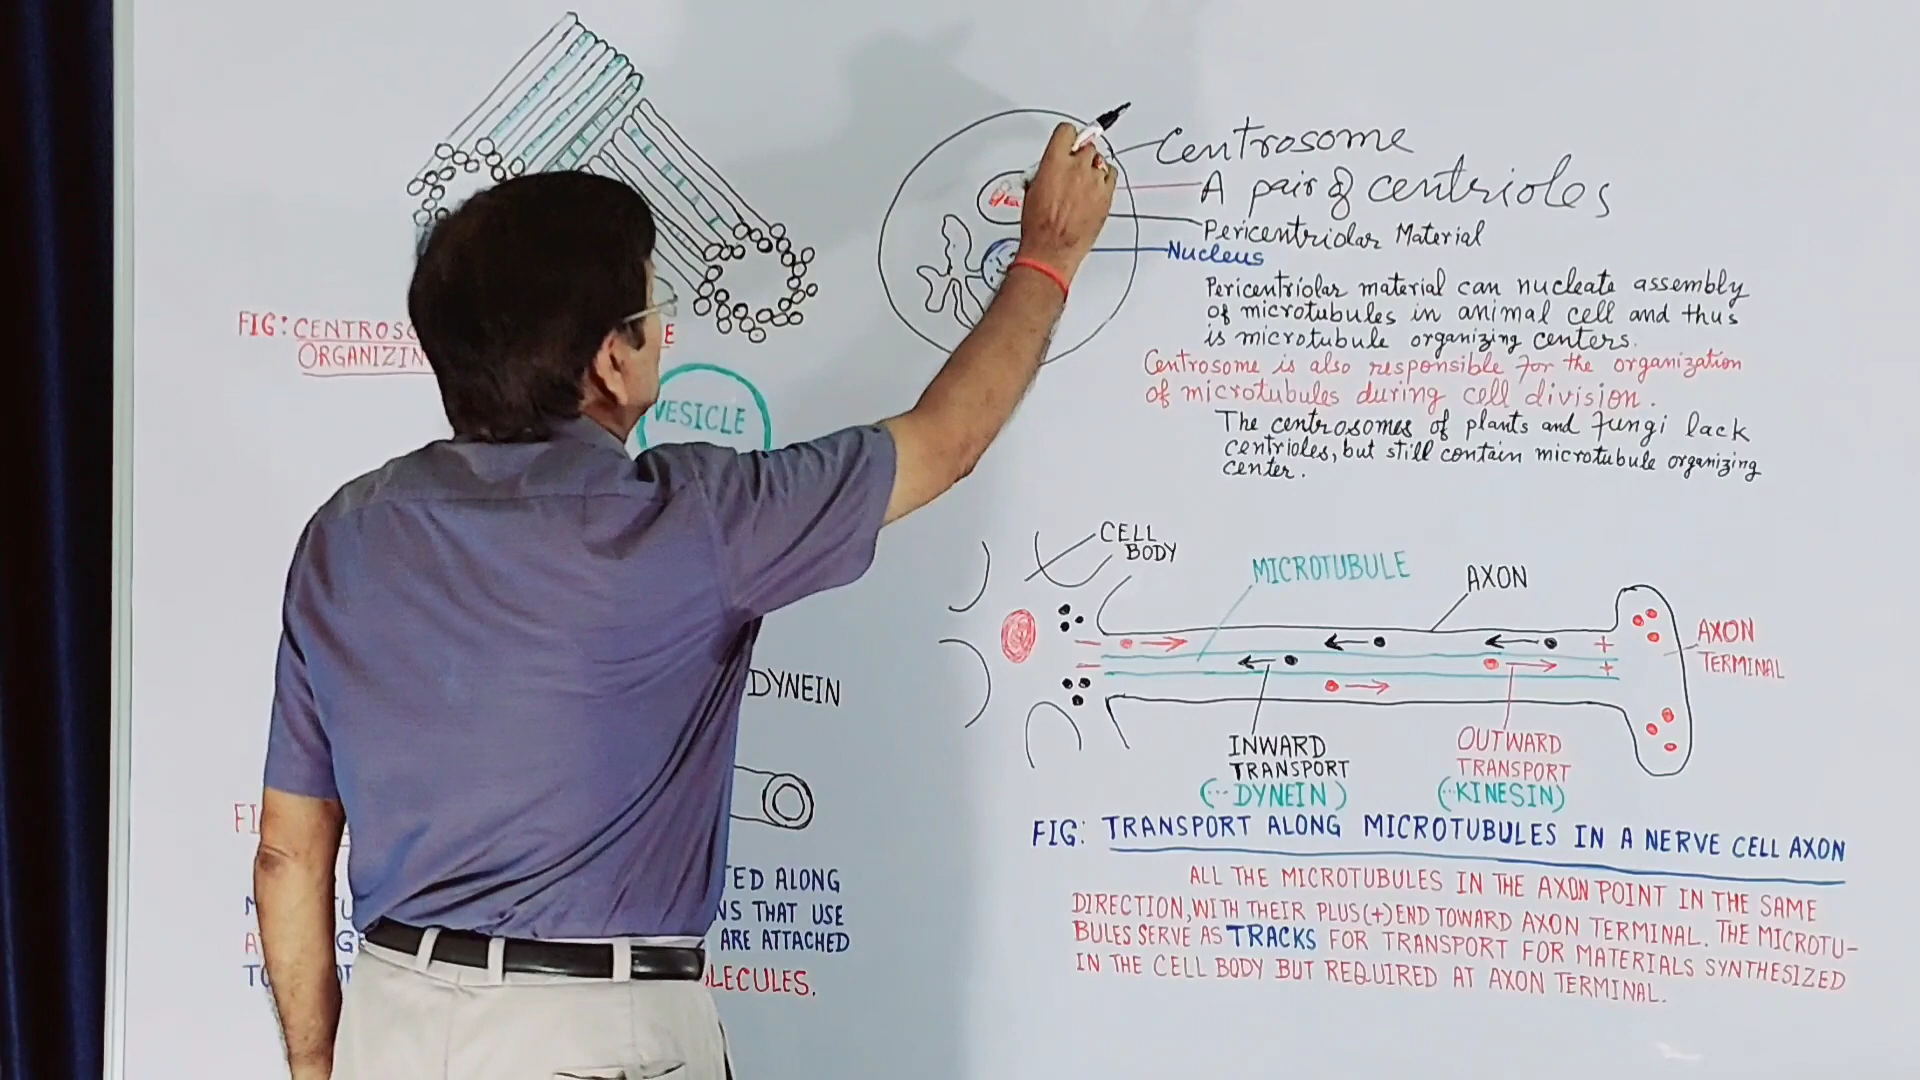 Centrosome
A pair of centrioles
Pericentriolar Material
Nucleus
Pericentriolar material can nucleate assembly
of microtubules in animal cell and thus
is microtubule organizing centers.
Centrosome is also responsible for the organization
of microtubules during cell division.
The centrosomes of plants and fungi lack
centrioles, but still contain microtubule organizing
center.
FIG: CENTROSO
ORGANIZIN
VESICLE
DYNEIN
TED ALONG
NS THAT USE
ARE ATTACHED
LECULES.
CELL
BODY
MICROTUBULE
AXON
+
+
AXON
TERMINAL
INWARD
TRANSPORT
(··DYNEIN)
OUTWARD
TRANSPORT
(··KINESIN)
FIG: TRANSPORT ALONG MICROTUBULES IN A NERVE CELL AXON
ALL THE MICROTUBULES IN THE AXON POINT IN THE SAME
DIRECTION, WITH THEIR PLUS (+) END TOWARD AXON TERMINAL. THE MICROTU-
BULES SERVE AS TRACKS FOR TRANSPORT FOR MATERIALS SYNTHESIZED
IN THE CELL BODY BUT REQUIRED AT AXON TERMINAL.